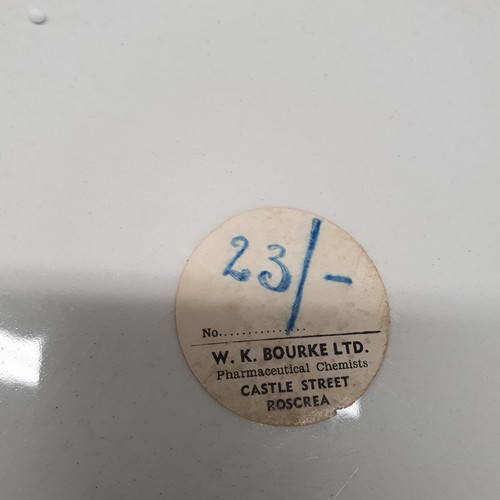 23/-
No...............
W. K. BOURKE LTD.
Pharmaceutical Chemists
CASTLE STREET
ROSCREA